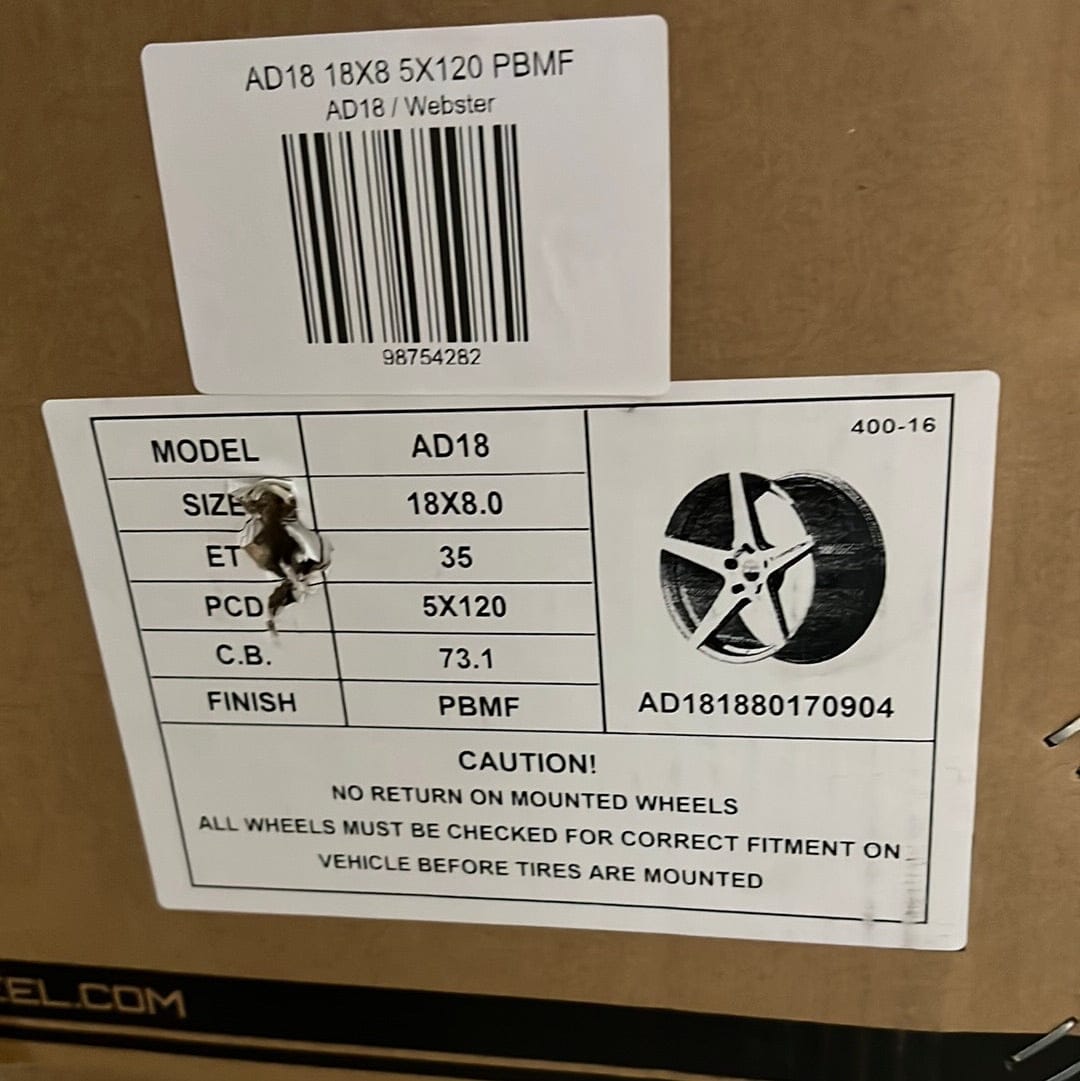 AD18 18X8 5X120 PBMF
AD18 / Webster
98754282
400-16
MODEL AD18
SIZE 18X8.0
ET 35
PCD 5X120
C.B. 73.1
FINISH PBMF
AD181880170904
CAUTION!
NO RETURN ON MOUNTED WHEELS
ALL WHEELS MUST BE CHECKED FOR CORRECT FITMENT ON
VEHICLE BEFORE TIRES ARE MOUNTED
EEL.COM